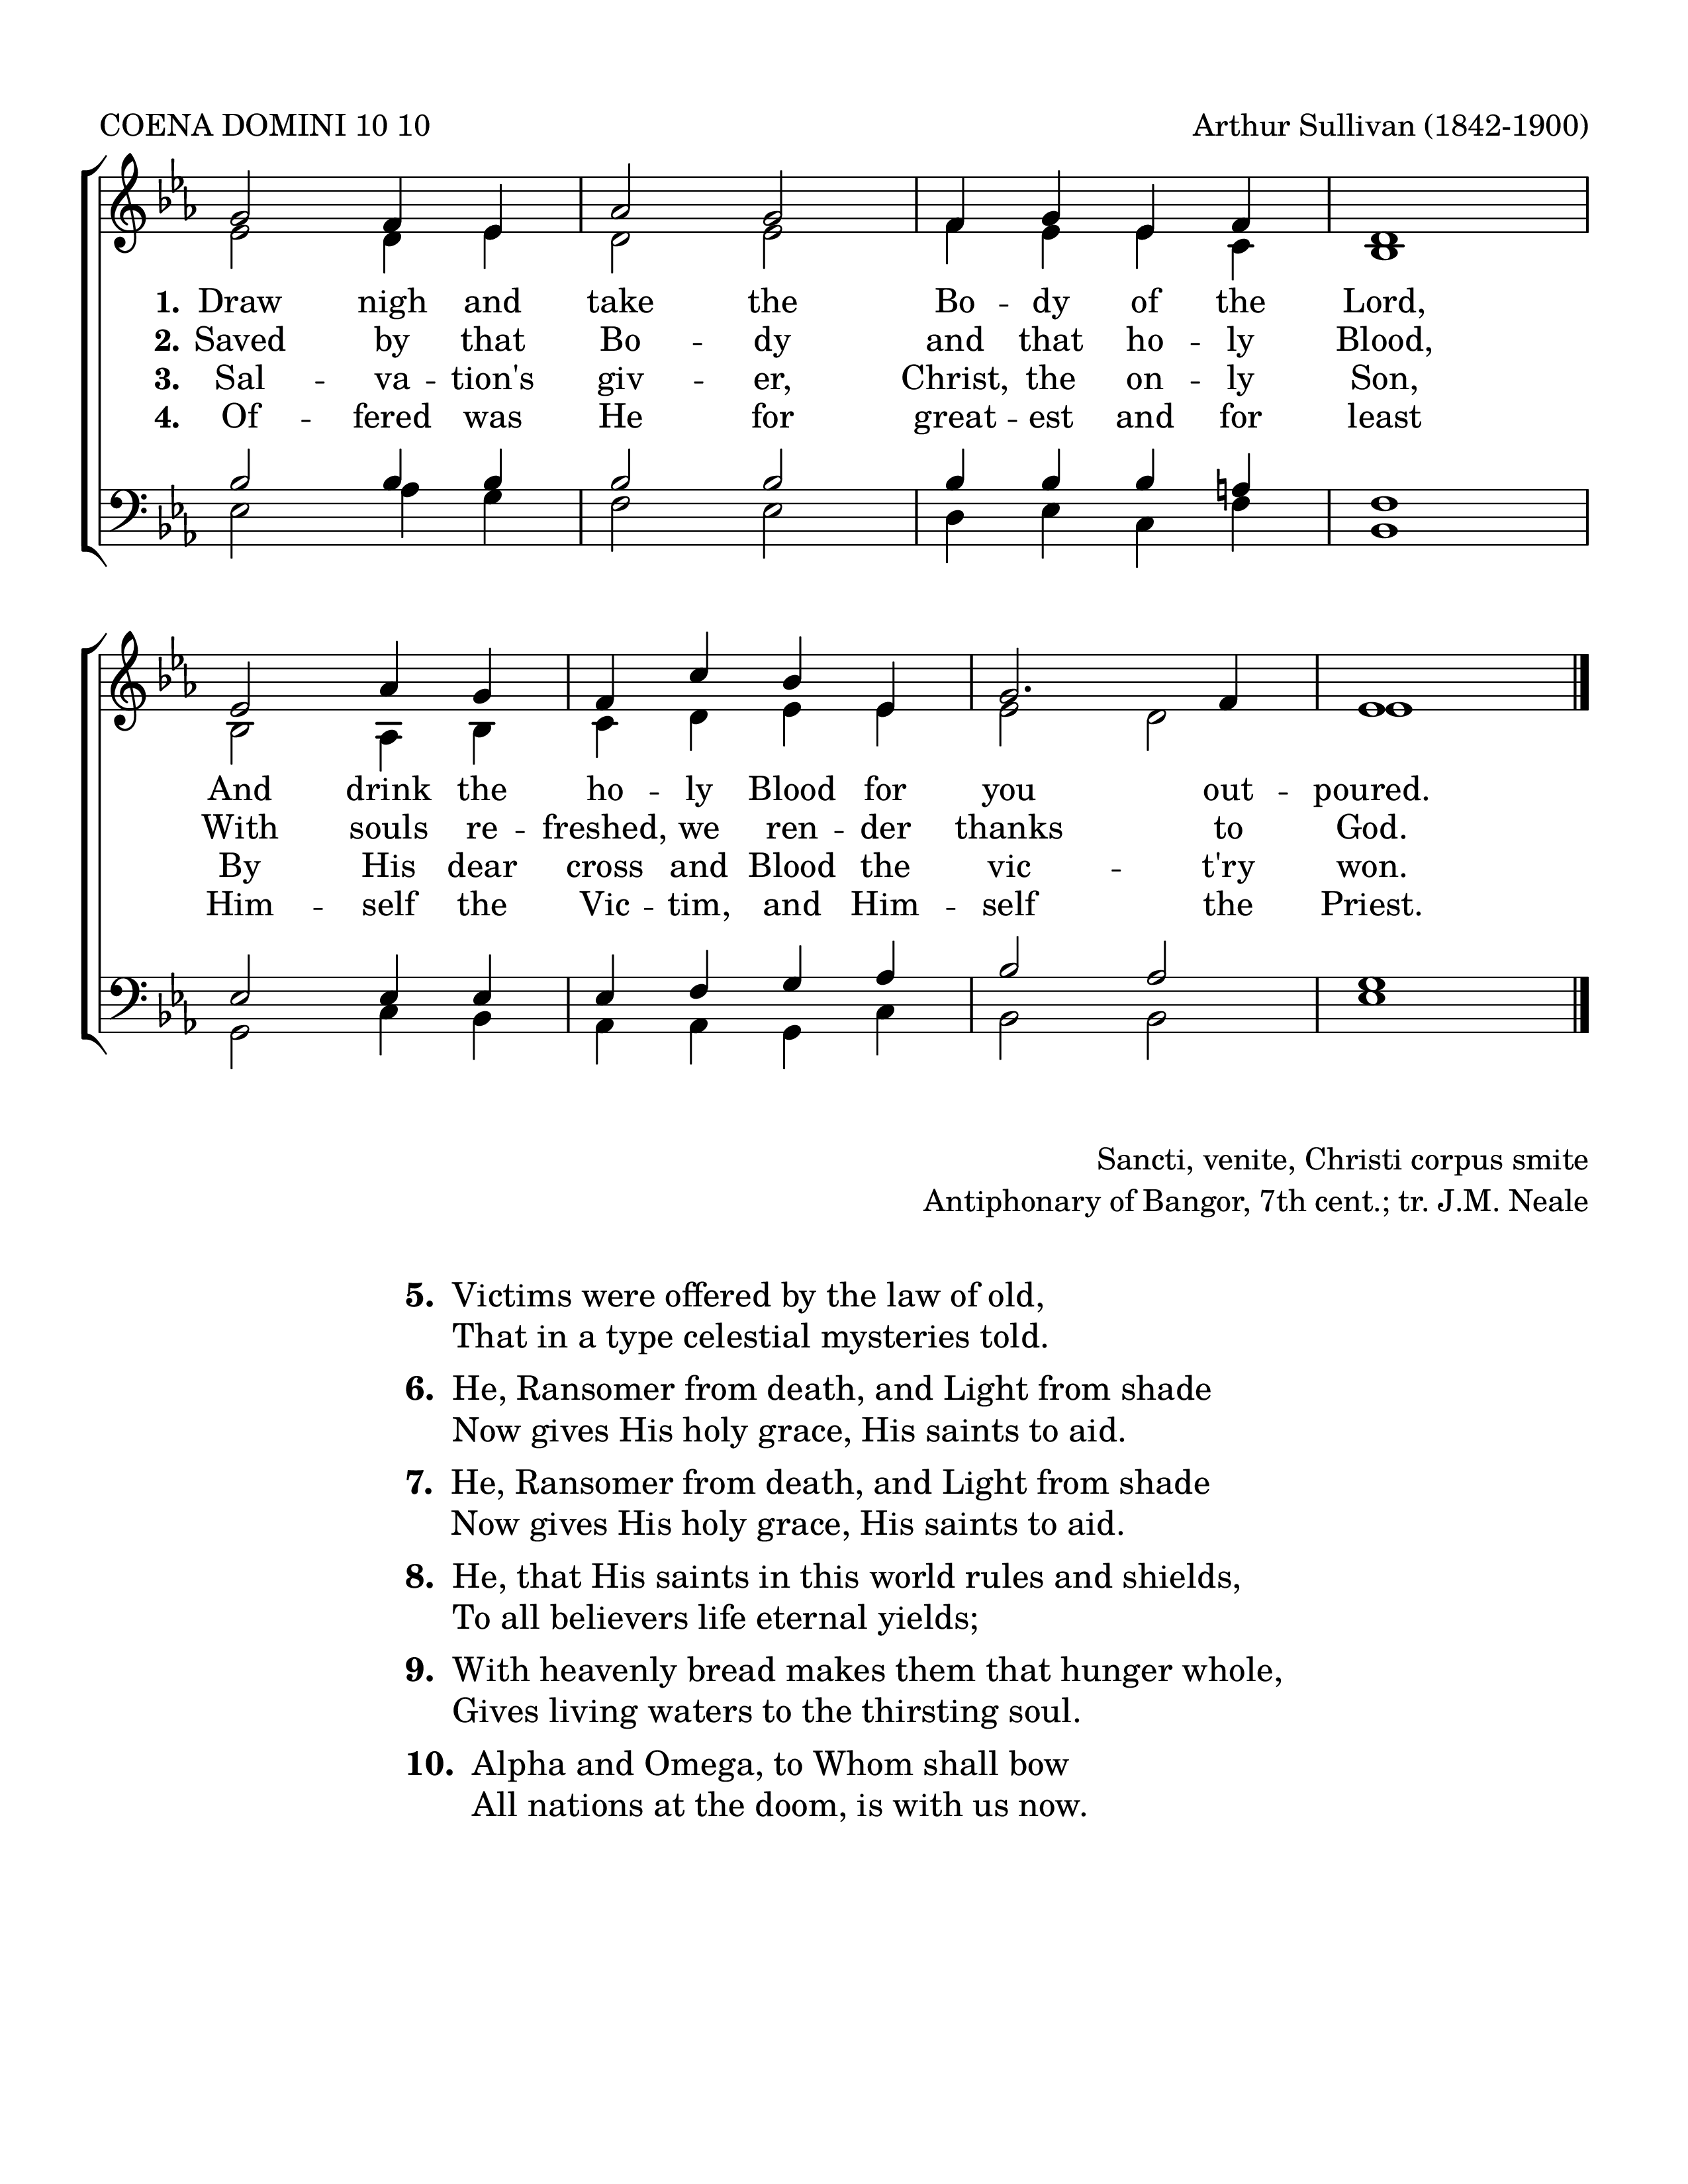 COENA DOMINI 10 10
Arthur Sullivan (1842-1900)
1. Draw nigh and take the Bo - dy of the Lord,
2. Saved by that Bo - dy and that ho - ly Blood,
3. Sal - va - tion's giv - er, Christ, the on - ly Son,
4. Of - fered was He for great - est and for least
And drink the ho - ly Blood for you out - poured.
With souls re - freshed, we ren - der thanks to God.
By His dear cross and Blood the vic - t'ry won.
Him - self the Vic - tim, and Him - self the Priest.
Sancti, venite, Christi corpus smite
Antiphonary of Bangor, 7th cent.; tr. J.M. Neale
5. Victims were offered by the law of old,
That in a type celestial mysteries told.
6. He, Ransomer from death, and Light from shade
Now gives His holy grace, His saints to aid.
7. He, Ransomer from death, and Light from shade
Now gives His holy grace, His saints to aid.
8. He, that His saints in this world rules and shields,
To all believers life eternal yields;
9. With heavenly bread makes them that hunger whole,
Gives living waters to the thirsting soul.
10. Alpha and Omega, to Whom shall bow
All nations at the doom, is with us now.